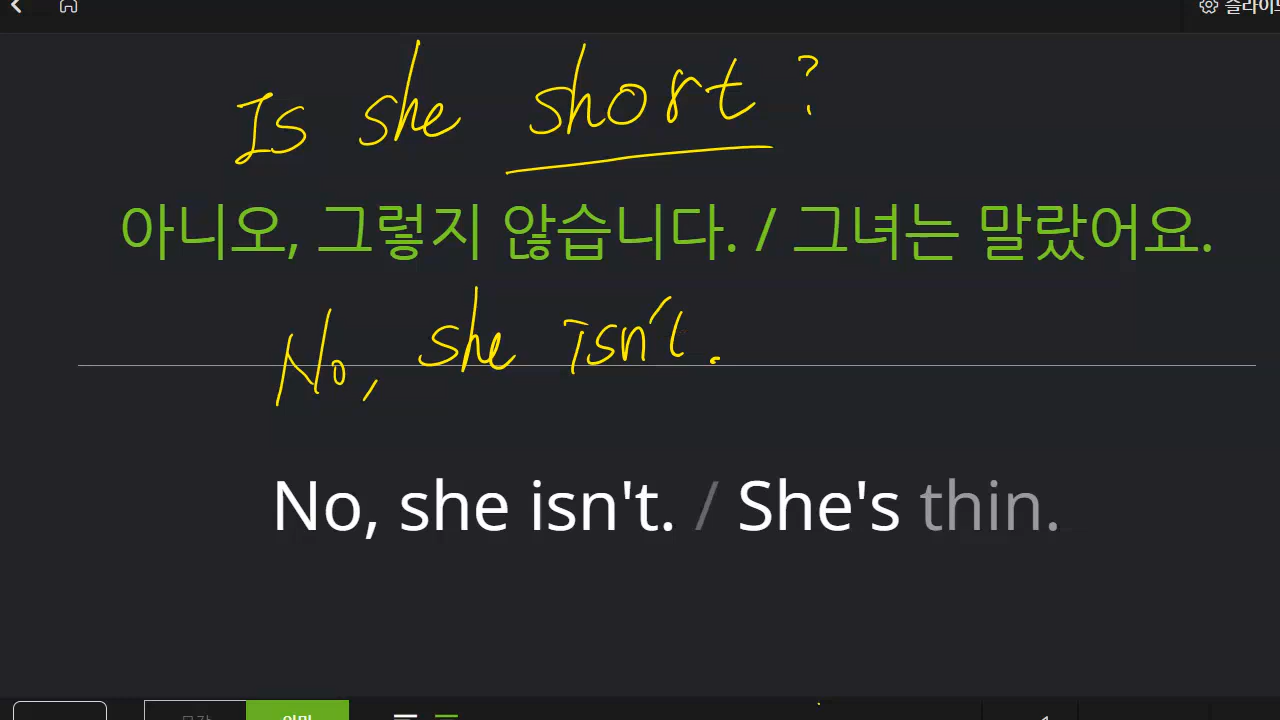 Is she short?
아니오, 그렇지 않습니다. / 그녀는 말랐어요.
No, she isn't.
No, she isn't. / She's thin.